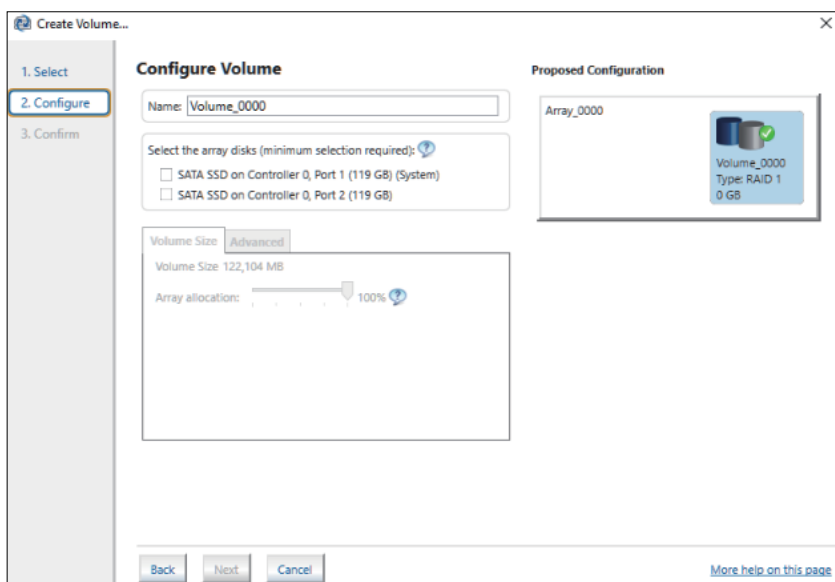 Create Volume...
1. Select
2. Configure
3. Confirm
Configure Volume
Name: Volume_0000
Select the array disks (minimum selection required):
SATA SSD on Controller 0, Port 1 (119 GB) (System)
SATA SSD on Controller 0, Port 2 (119 GB)
Volume Size
Advanced
Volume Size 122,104 MB
Array allocation: 100%
Proposed Configuration
Array_0000
Volume_0000
Type: RAID 1
0 GB
Back
Next
Cancel
More help on this page